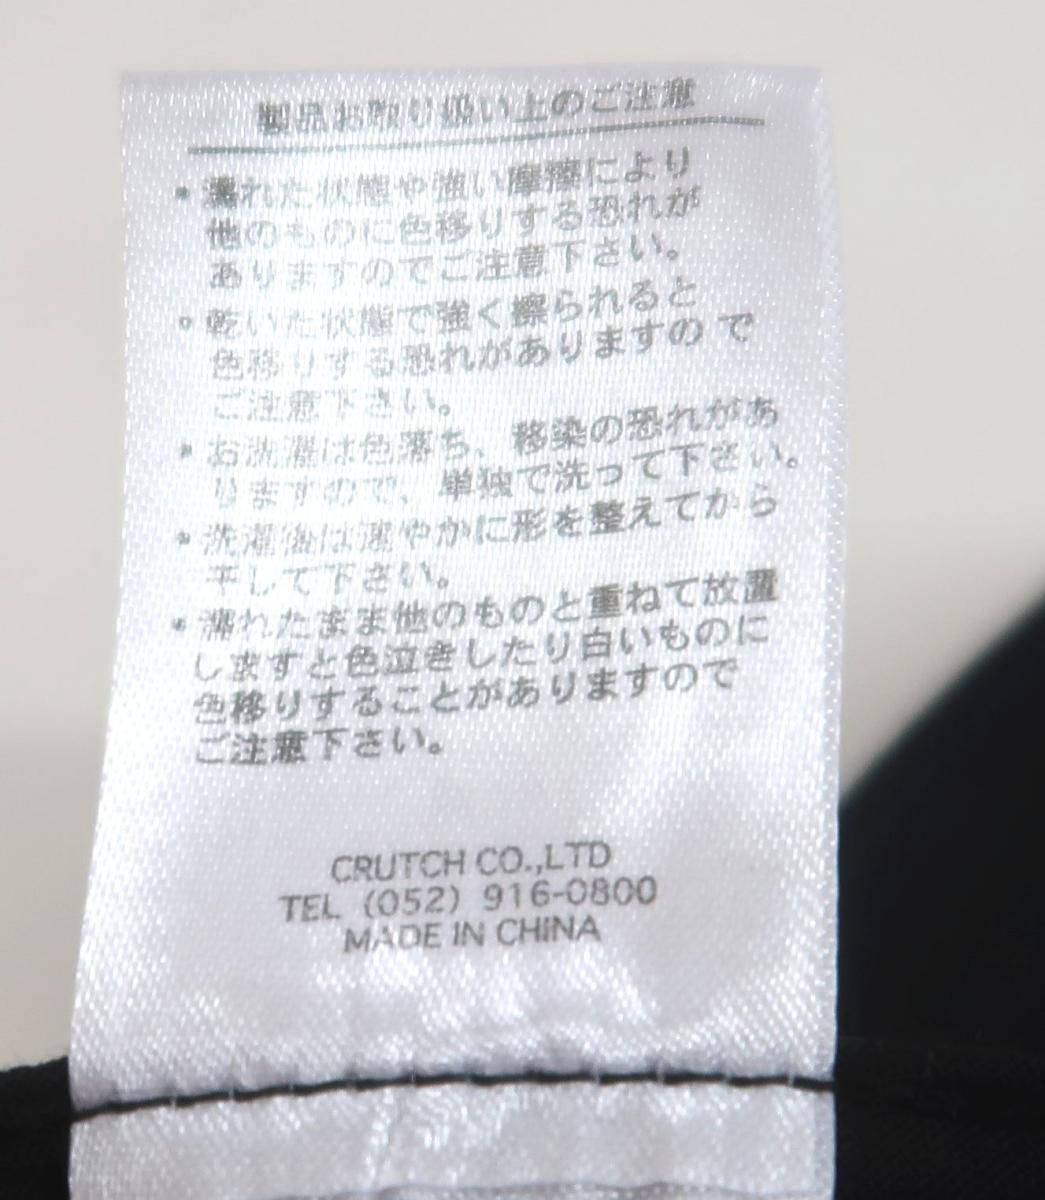 製品お取り扱い上のご注意
・濡れた状態や強い摩擦により
他のものに色移りする恐れが
ありますのでご注意下さい。
・乾いた状態で強く擦られると
色移りする恐れがありますので
ご注意下さい。
・お洗濯は色落ち、移染の恐れがあ
りますので、単独で洗って下さい。
・洗濯後は速やかに形を整えてから
干して下さい。
・濡れたまま他のものと重ねて放置
しますと色泣きしたり白いものに
色移りすることがありますので
ご注意下さい。
CRUTCH CO.,LTD
TEL (052) 916-0800
MADE IN CHINA